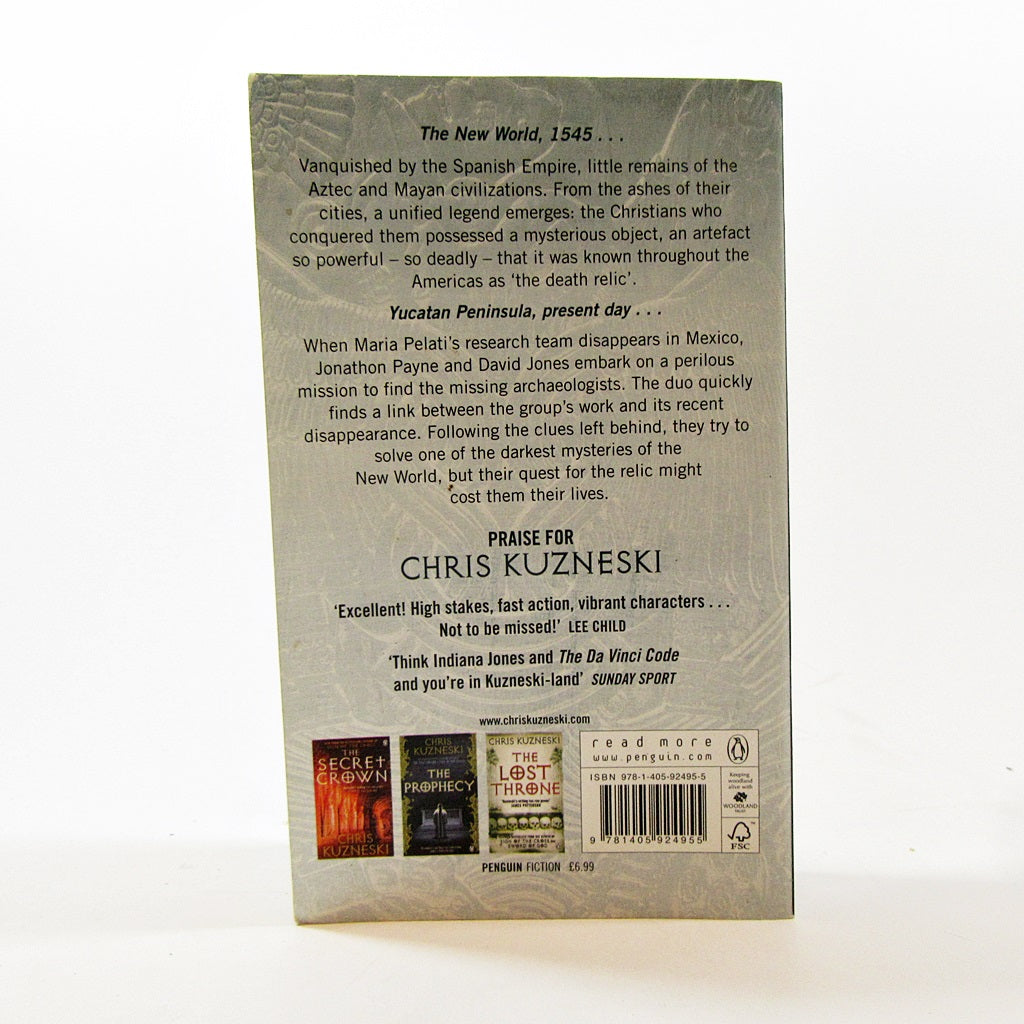 The New World, 1545 . . .
Vanquished by the Spanish Empire, little remains of the
Aztec and Mayan civilizations. From the ashes of their
cities, a unified legend emerges: the Christians who
conquered them possessed a mysterious object, an artefact
so powerful – so deadly – that it was known throughout the
Americas as ‘the death relic’.
Yucatan Peninsula, present day . . .
When Maria Pelati’s research team disappears in Mexico,
Jonathon Payne and David Jones embark on a perilous
mission to find the missing archaeologists. The duo quickly
finds a link between the group’s work and its recent
disappearance. Following the clues left behind, they try to
solve one of the darkest mysteries of the
New World, but their quest for the relic might
cost them their lives.
PRAISE FOR
CHRIS KUZNESKI
‘Excellent! High stakes, fast action, vibrant characters . . .
Not to be missed!’ LEE CHILD
‘Think Indiana Jones and The Da Vinci Code
and you’re in Kuzneski-land’ SUNDAY SPORT
www.chriskuzneski.com
THE
SECRET
CROWN
CHRIS
KUZNESKI
CHRIS
KUZNESKI
THE
PROPHECY
CHRIS KUZNESKI
THE
LOST
THRONE
read more
www.penguin.com
ISBN 978-1-405-92495-5
9 781405 924955
Keeping
woodland
alive with
WOODLAND
TRUST
FSC
PENGUIN FICTION £6.99